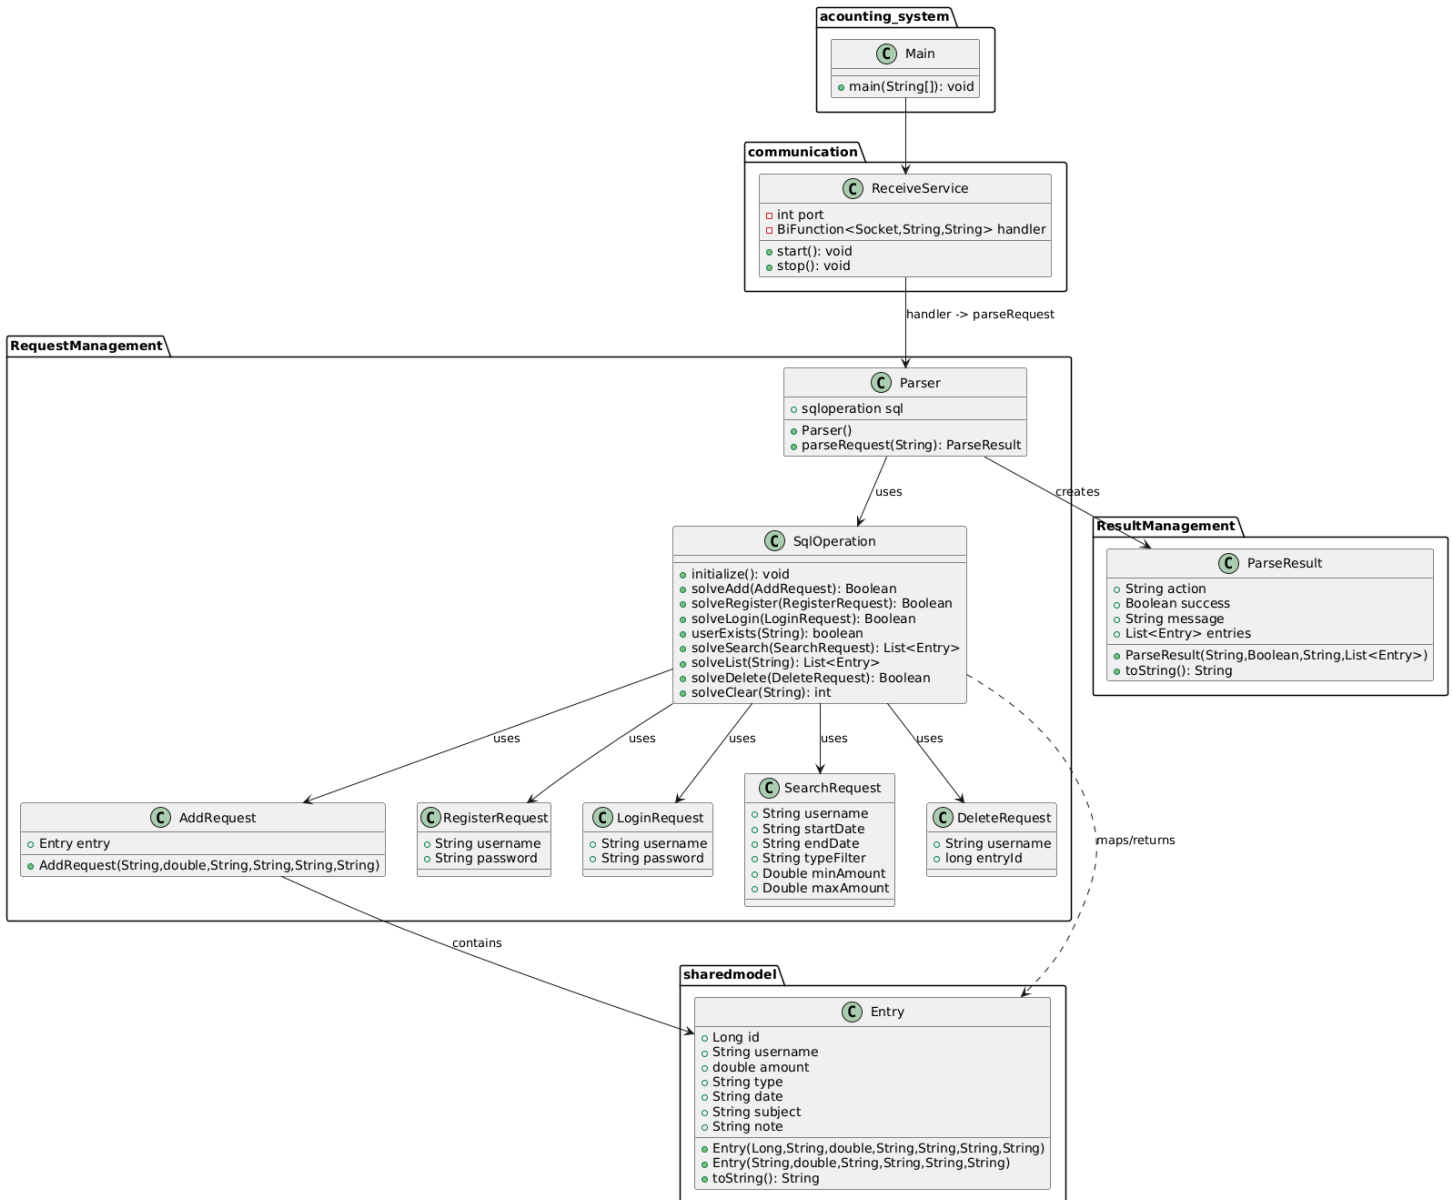 acounting_system
C Main
main(String[]): void
communication
C ReceiveService
int port
BiFunction<Socket,String,String> handler
start(): void
stop(): void
handler -> parseRequest
RequestManagement
C Parser
sqloperation sql
Parser()
parseRequest(String): ParseResult
uses
creates
ResultManagement
C ParseResult
String action
Boolean success
String message
List<Entry> entries
ParseResult(String,Boolean,String,List<Entry>)
toString(): String
C SqlOperation
initialize(): void
solveAdd(AddRequest): Boolean
solveRegister(RegisterRequest): Boolean
solveLogin(LoginRequest): Boolean
userExists(String): boolean
solveSearch(SearchRequest): List<Entry>
solveList(String): List<Entry>
solveDelete(DeleteRequest): Boolean
solveClear(String): int
uses
uses
uses
uses
uses
maps/returns
C AddRequest
Entry entry
AddRequest(String,double,String,String,String,String)
C RegisterRequest
String username
String password
C LoginRequest
String username
String password
C SearchRequest
String username
String startDate
String endDate
String typeFilter
Double minAmount
Double maxAmount
C DeleteRequest
String username
long entryId
contains
sharedmodel
C Entry
Long id
String username
double amount
String type
String date
String subject
String note
Entry(Long,String,double,String,String,String,String)
Entry(String,double,String,String,String,String)
toString(): String